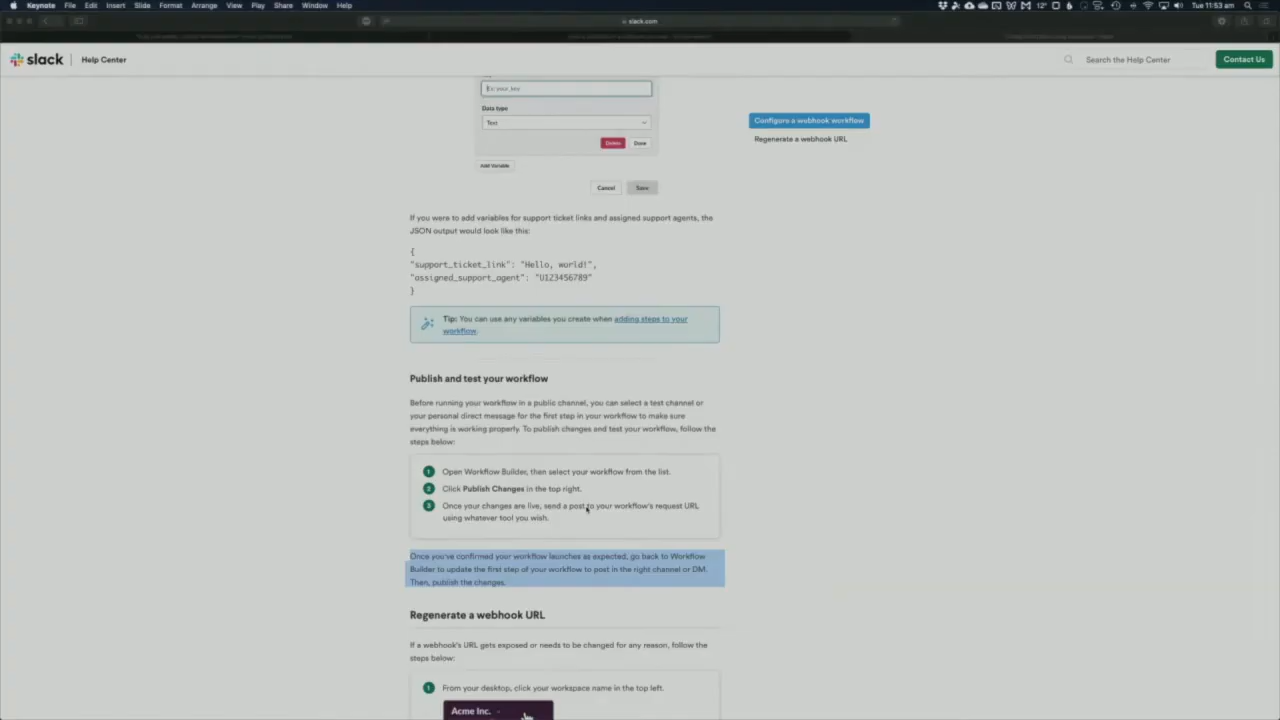 Keynote File Edit Insert Slide Format Arrange View Play Share Window Help
Tue 11:53 am
slack.com
slack Help Center
Search the Help Center
Contact Us
Data type
Text
Delete Done
Add Variable
Cancel Save
Configure a webhook workflow
Regenerate a webhook URL
If you were to add variables for support ticket links and assigned support agents, the
JSON output would look like this:
{
"support_ticket_link": "Hello, world!",
"assigned_support_agent": "U123456789"
}
Tip: You can use any variables you create when adding steps to your
workflow.
Publish and test your workflow
Before running your workflow in a public channel, you can select a test channel or
your personal direct message for the first step in your workflow to make sure
everything is working properly. To publish changes and test your workflow, follow the
steps below:
1 Open Workflow Builder, then select your workflow from the list.
2 Click Publish Changes in the top right.
3 Once your changes are live, send a post to your workflow's request URL
using whatever tool you wish.
Once you've confirmed your workflow launches as expected, go back to Workflow
Builder to update the first step of your workflow to post in the right channel or DM.
Then, publish the changes.
Regenerate a webhook URL
If a webhook's URL gets exposed or needs to be changed for any reason, follow the
steps below:
1 From your desktop, click your workspace name in the top left.
Acme Inc.